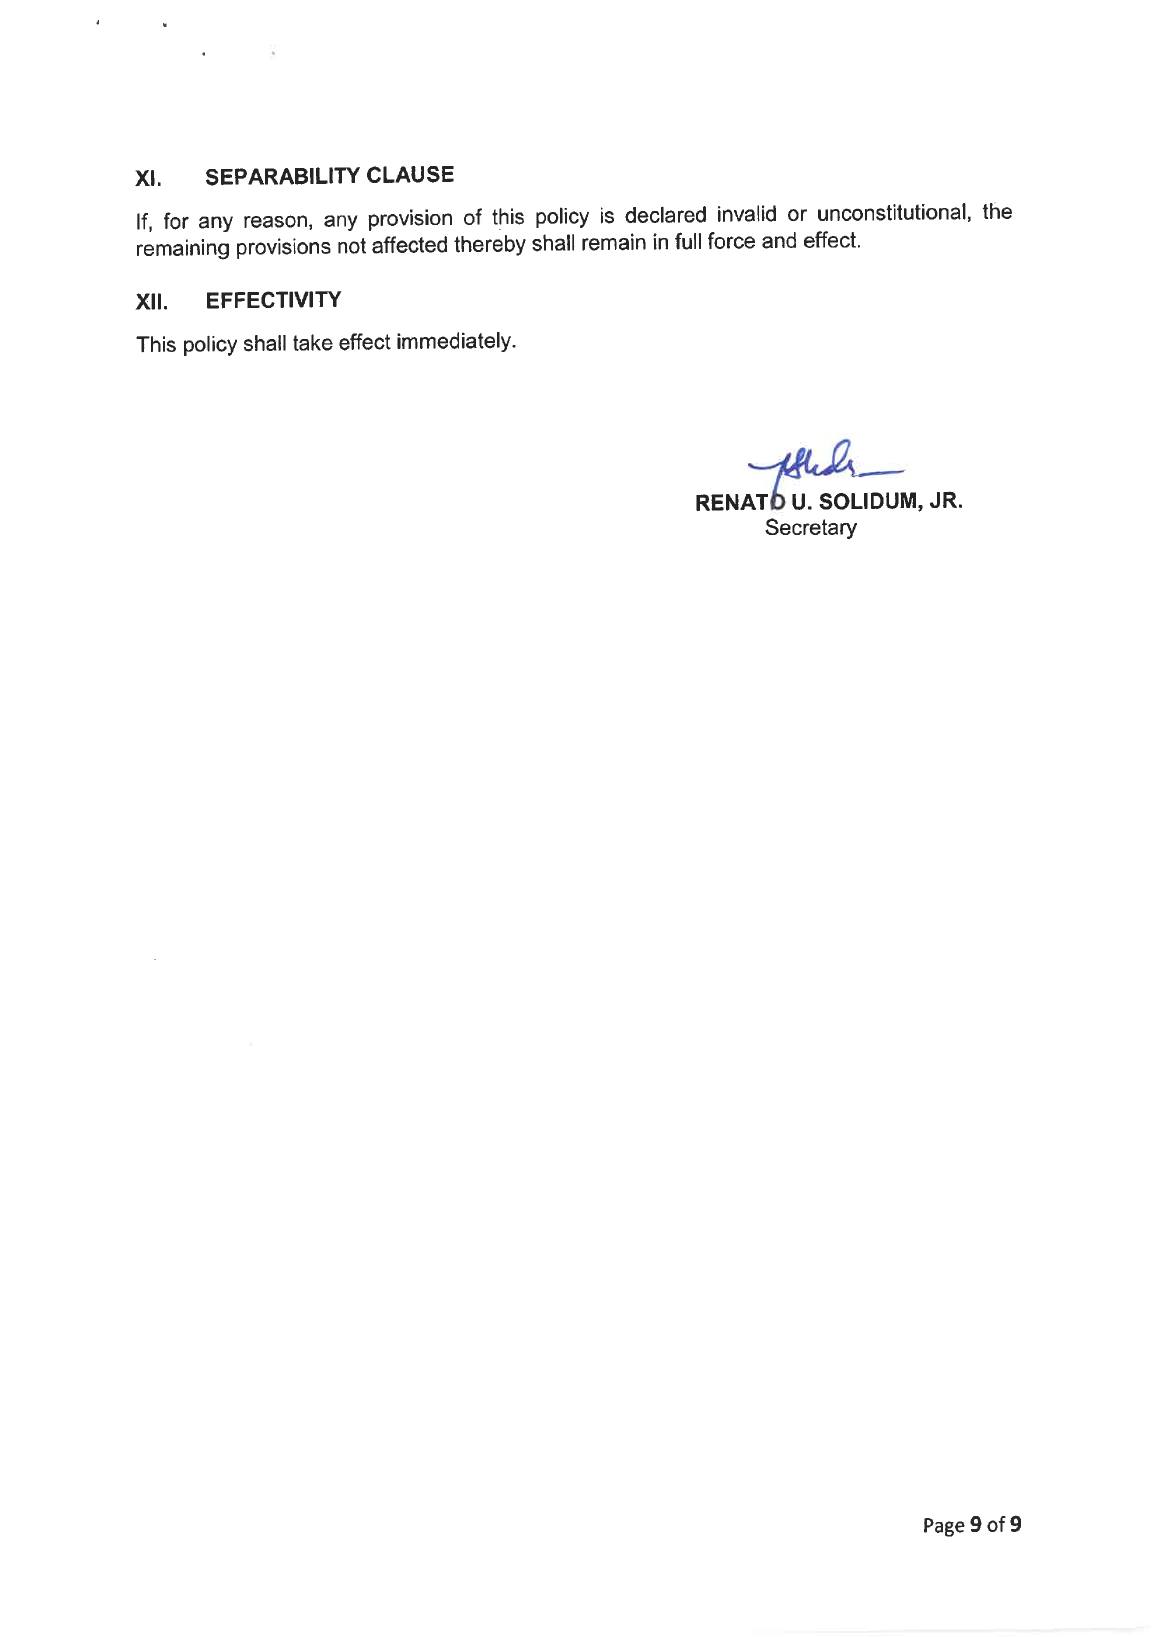 XI. SEPARABILITY CLAUSE
If, for any reason, any provision of this policy is declared invalid or unconstitutional, the
remaining provisions not affected thereby shall remain in full force and effect.
XII. EFFECTIVITY
This policy shall take effect immediately.
RENATO U. SOLIDUM, JR.
Secretary
Page 9 of 9